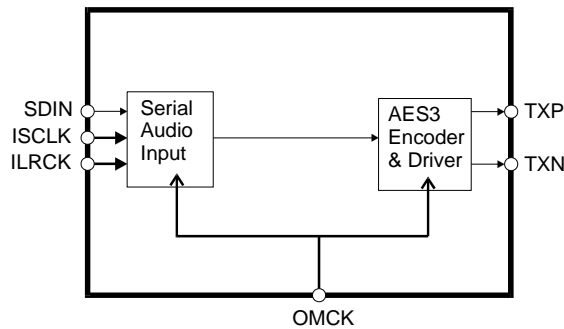 SDIN
ISCLK
ILRCK
Serial
Audio
Input
AES3
Encoder
& Driver
TXP
TXN
OMCK